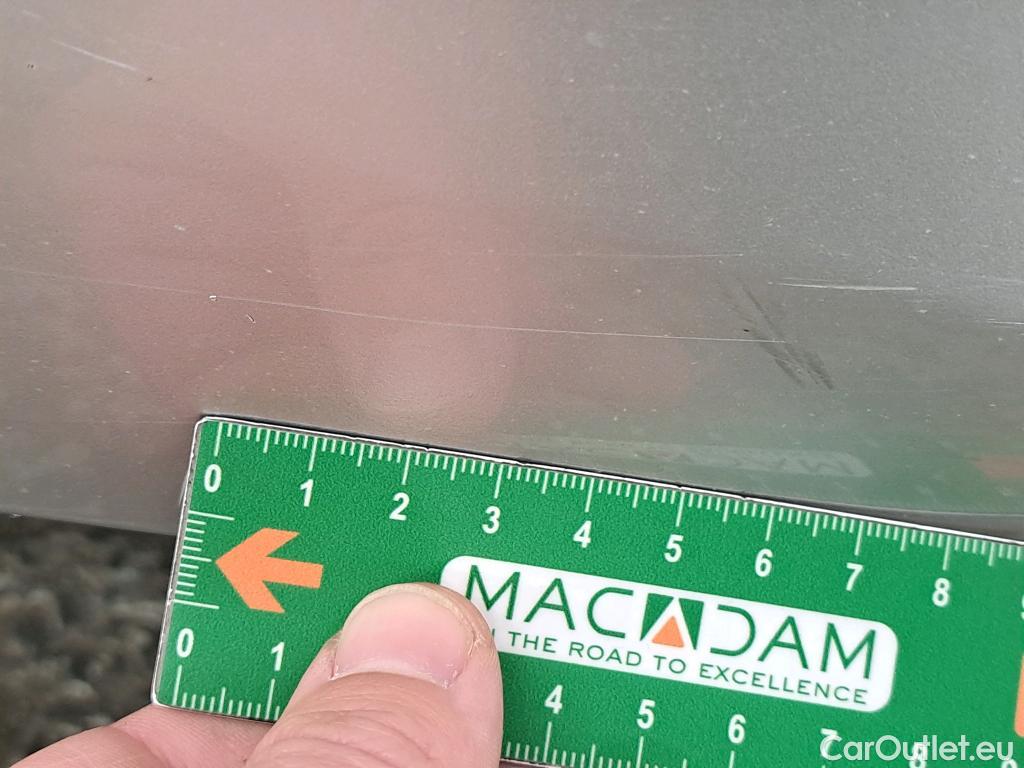 0 1 2 3 4 5 6 7 8
MACADAM
THE ROAD TO EXCELLENCE
0 1 4 5 6 7 8
CarOutlet.eu